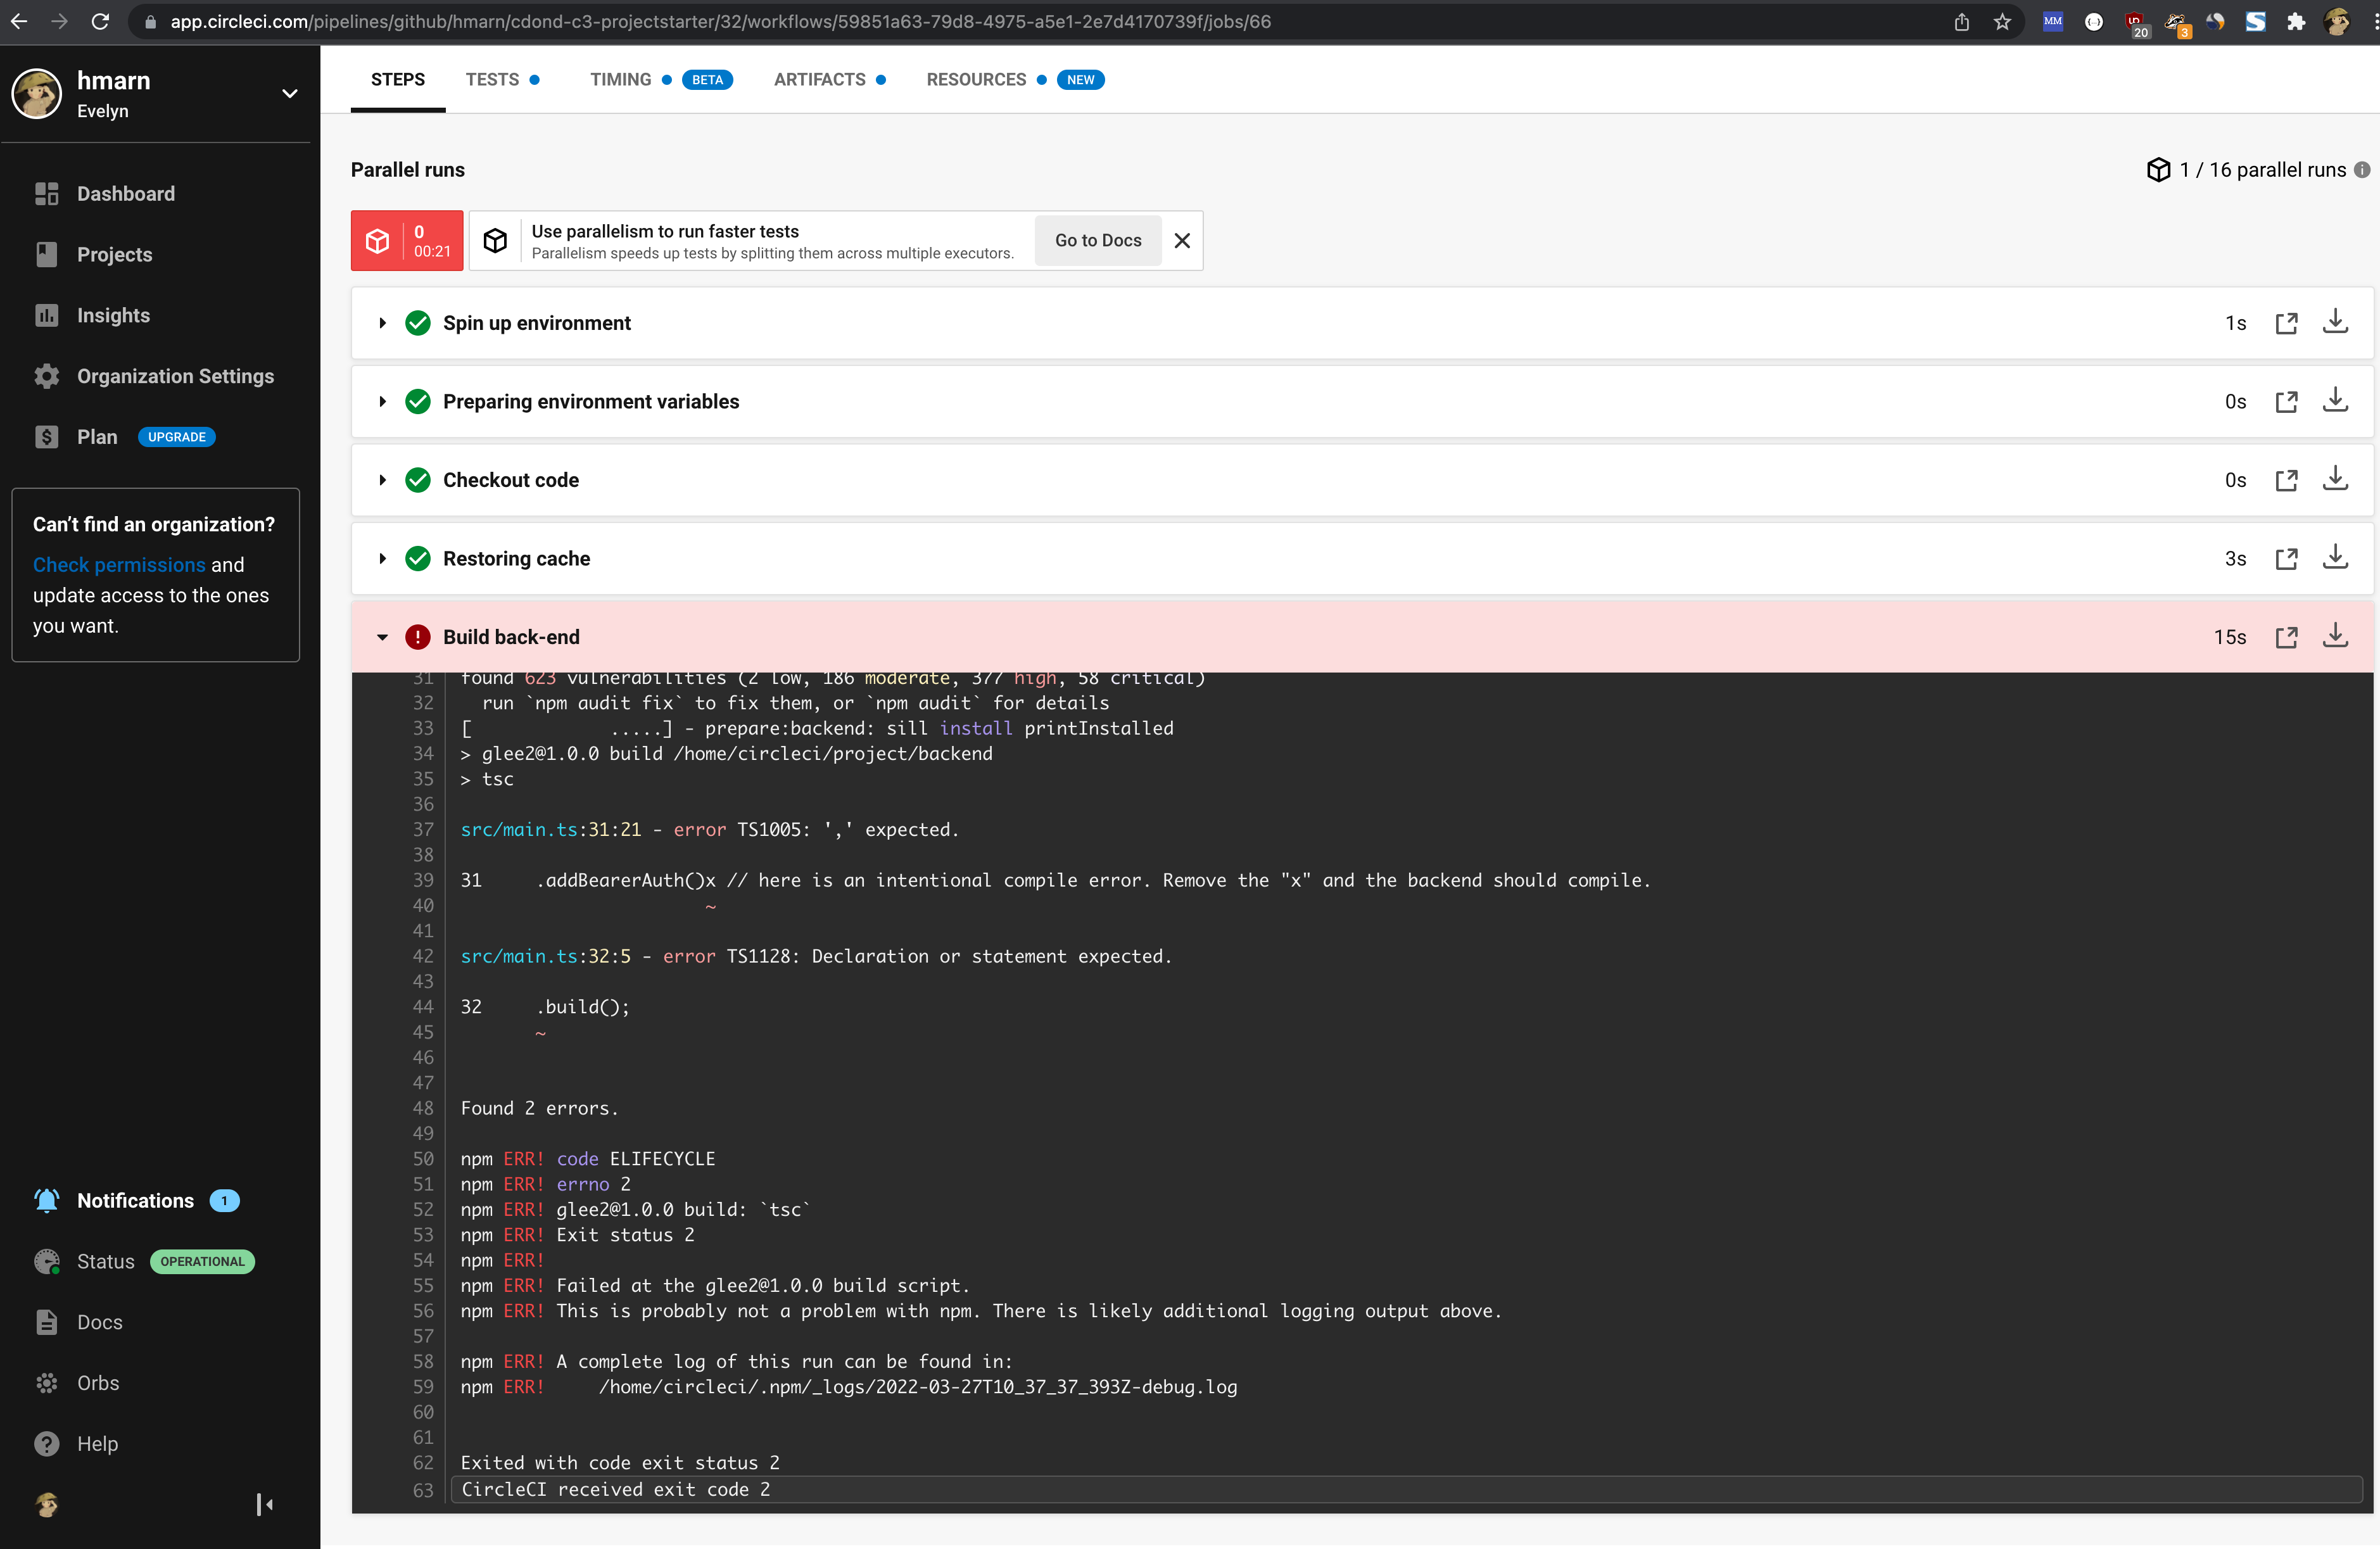 app.circleci.com/pipelines/github/hmarn/cdond-c3-projectstarter/32/workflows/59851a63-79d8-4975-a5e1-2e7d4170739f/jobs/66
MM
20
3
hmarn
Evelyn
STEPS
TESTS
TIMING
BETA
ARTIFACTS
RESOURCES
NEW
Dashboard
Projects
Insights
Organization Settings
Plan
UPGRADE
Can’t find an organization?
Check permissions and
update access to the ones
you want.
Parallel runs
1 / 16 parallel runs
0
00:21
Use parallelism to run faster tests
Parallelism speeds up tests by splitting them across multiple executors.
Go to Docs
Spin up environment
1s
Preparing environment variables
0s
Checkout code
0s
Restoring cache
3s
Build back-end
15s
31 found 623 vulnerabilities (2 low, 186 moderate, 377 high, 58 critical)
32   run `npm audit fix` to fix them, or `npm audit` for details
33 [             .....] - prepare:backend: sill install printInstalled
34 > glee2@1.0.0 build /home/circleci/project/backend
35 > tsc
36
37 src/main.ts:31:21 - error TS1005: ',' expected.
38
39 31     .addBearerAuth()x // here is an intentional compile error. Remove the "x" and the backend should compile.
40                        ~
41
42 src/main.ts:32:5 - error TS1128: Declaration or statement expected.
43
44 32     .build();
45        ~
46
47
48 Found 2 errors.
49
50 npm ERR! code ELIFECYCLE
51 npm ERR! errno 2
52 npm ERR! glee2@1.0.0 build: `tsc`
53 npm ERR! Exit status 2
54 npm ERR!
55 npm ERR! Failed at the glee2@1.0.0 build script.
56 npm ERR! This is probably not a problem with npm. There is likely additional logging output above.
57
58 npm ERR! A complete log of this run can be found in:
59 npm ERR!     /home/circleci/.npm/_logs/2022-03-27T10_37_37_393Z-debug.log
60
61
62 Exited with code exit status 2
63 CircleCI received exit code 2
Notifications
1
Status
OPERATIONAL
Docs
Orbs
Help